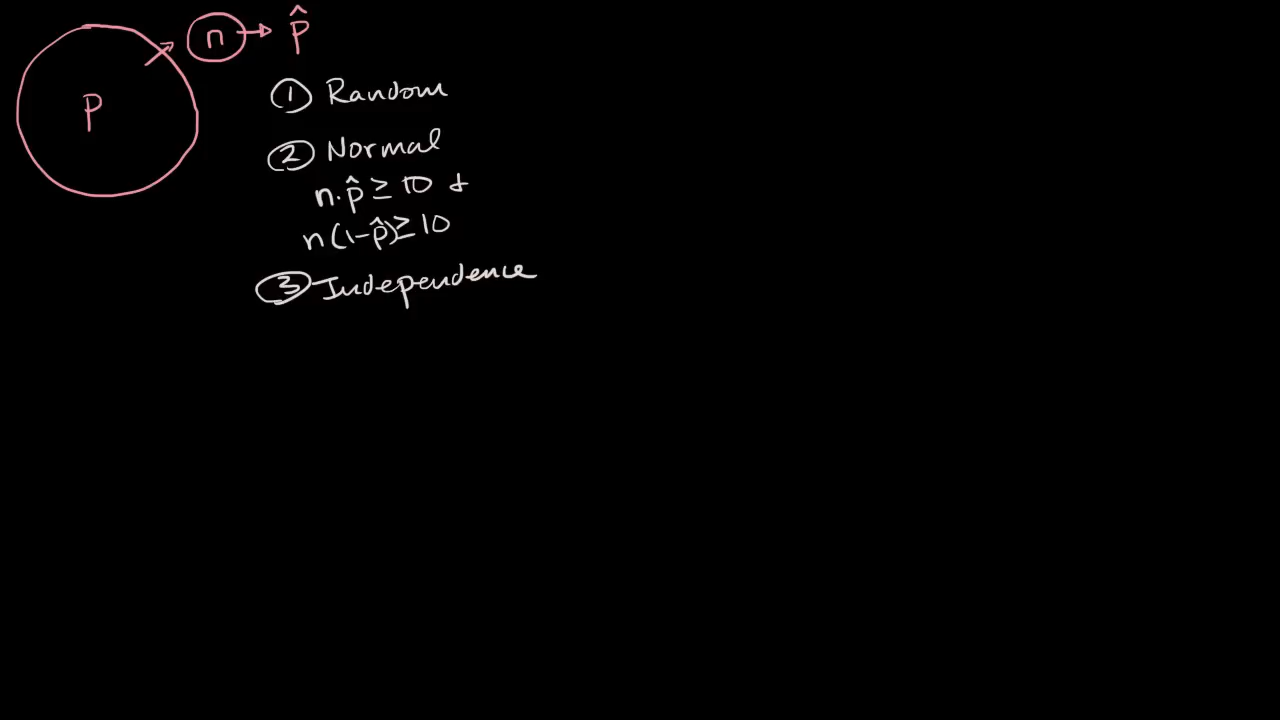 n → p̂
P
① Random
② Normal
n·p̂ ≥ 10 &
n(1-p̂) ≥ 10
③ Independence